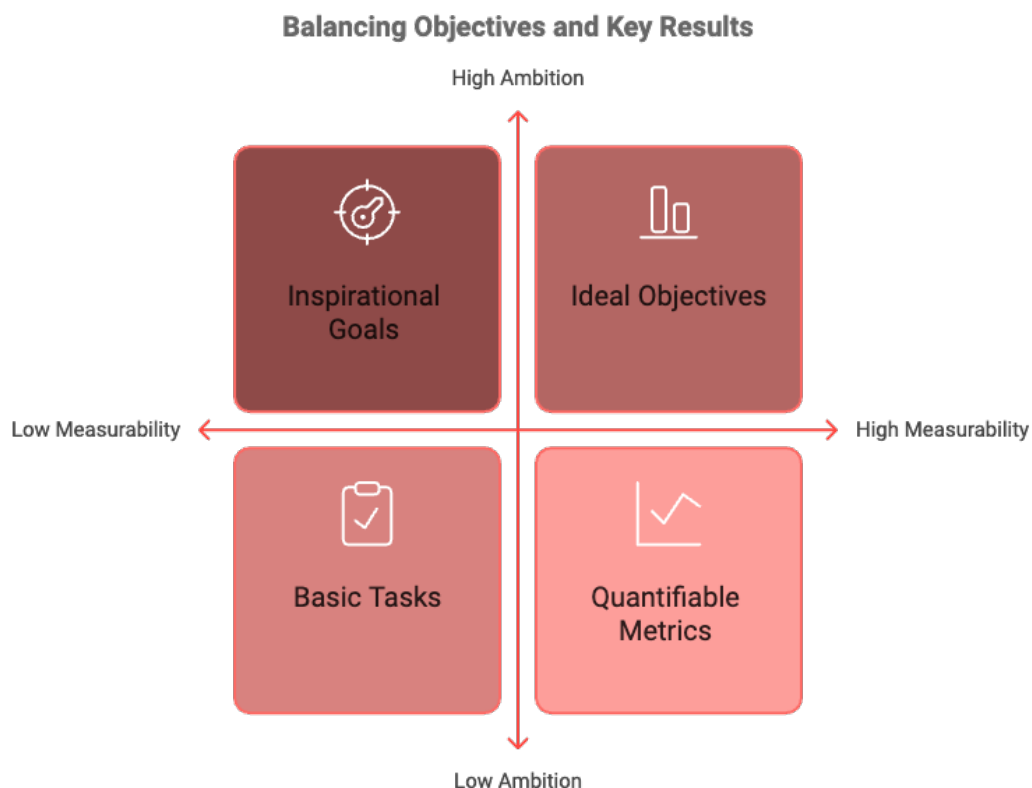 Balancing Objectives and Key Results
High Ambition
Inspirational
Goals
Ideal Objectives
Low Measurability
High Measurability
Basic Tasks
Quantifiable
Metrics
Low Ambition